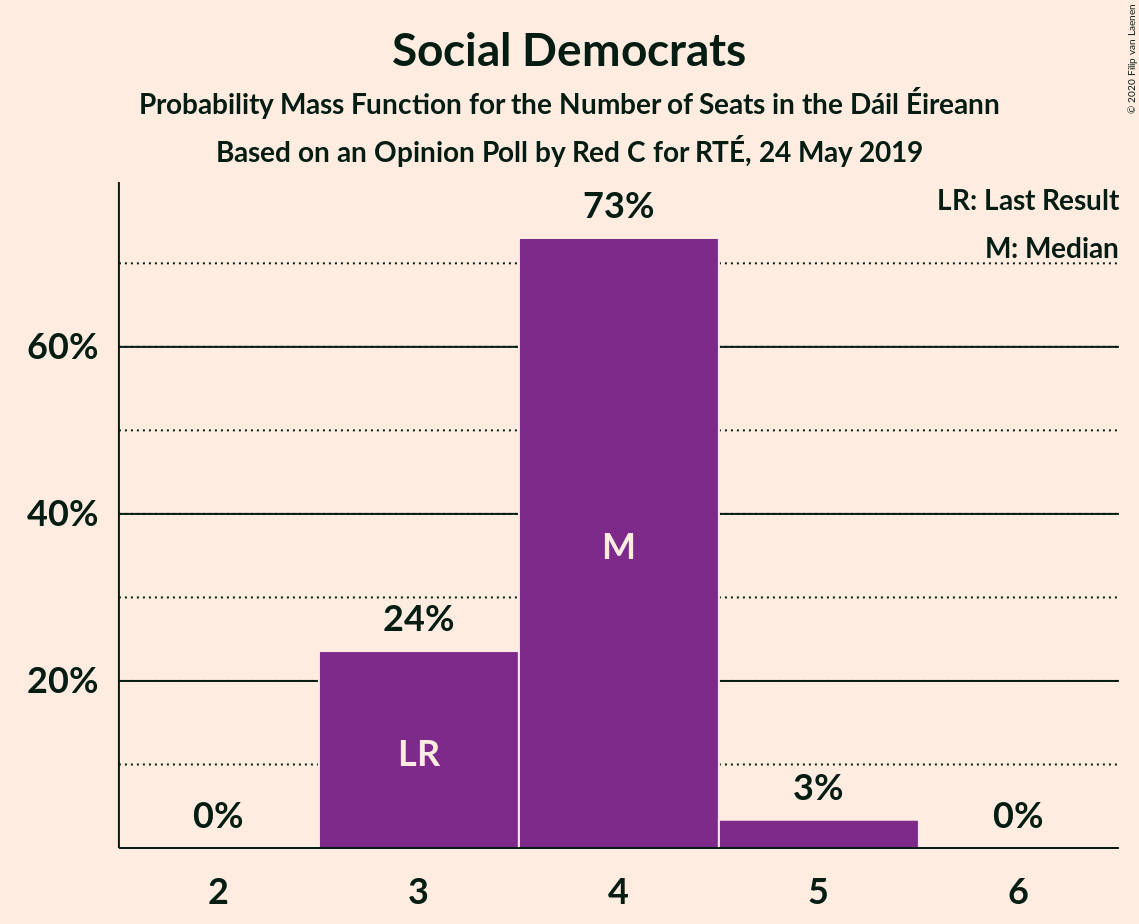 Social Democrats
Probability Mass Function for the Number of Seats in the Dáil Éireann
Based on an Opinion Poll by Red C for RTÉ, 24 May 2019
© 2020 Filip van Laenen
LR: Last Result
M: Median
73%
60%
40%
M
24%
20%
LR
3%
0%
0%
2 3 4 5 6